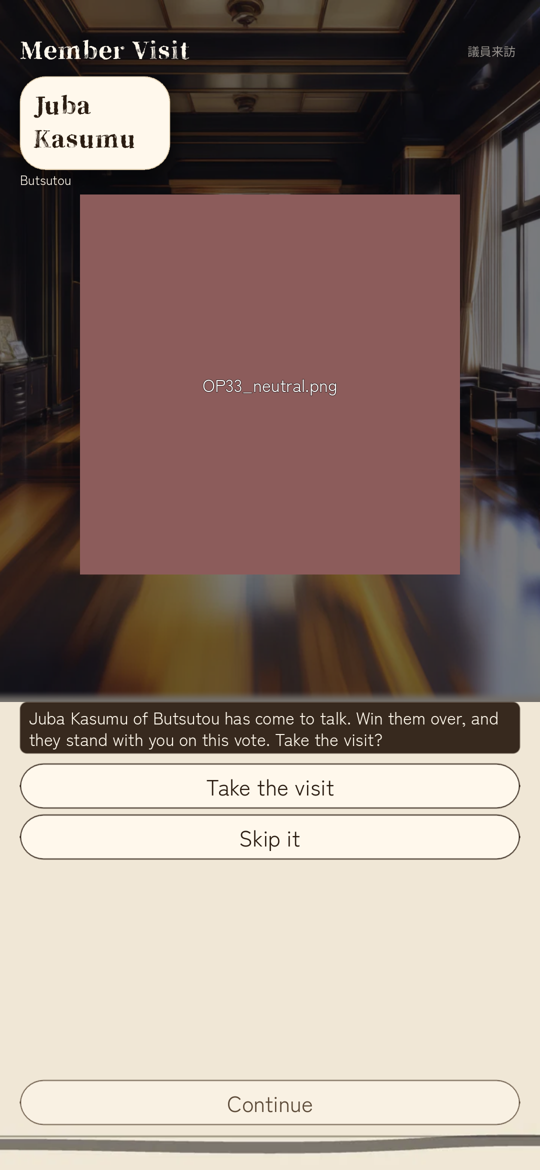 Member Visit
議員来訪
Juba
Kasumu
Butsutou
OP33_neutral.png
Juba Kasumu of Butsutou has come to talk. Win them over, and
they stand with you on this vote. Take the visit?
Take the visit
Skip it
Continue